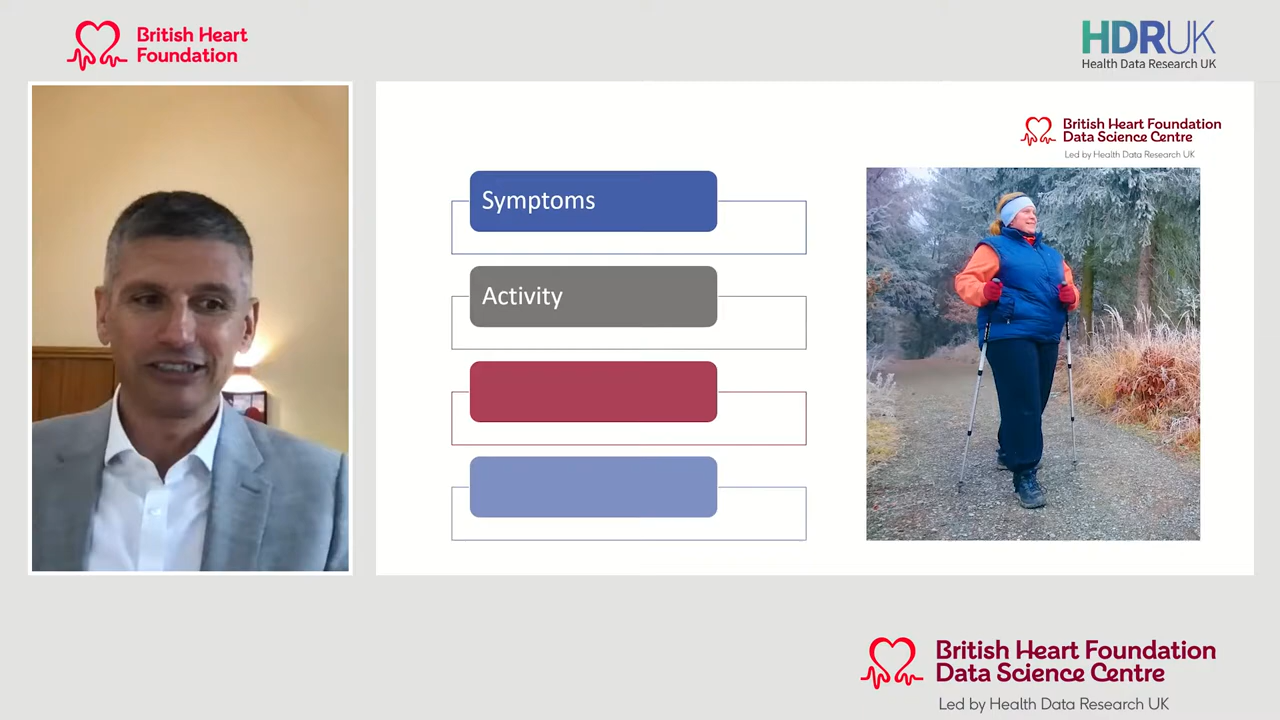 British Heart
Foundation
HDRUK
Health Data Research UK
British Heart Foundation
Data Science Centre
Led by Health Data Research UK
Symptoms
Activity
British Heart Foundation
Data Science Centre
Led by Health Data Research UK